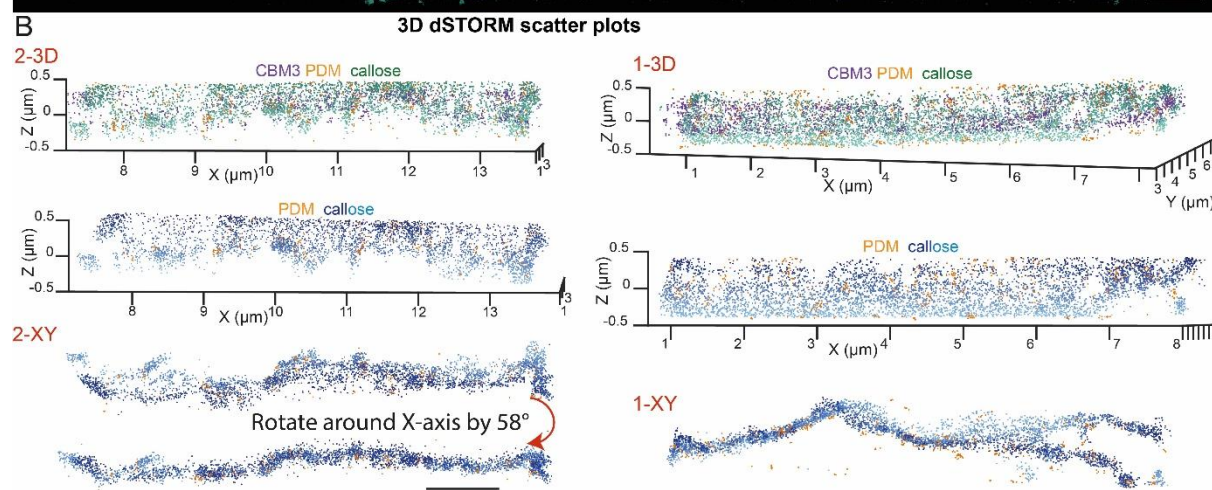 B
3D dSTORM scatter plots
2-3D
CBM3 PDM callose
0.5
0
-0.5
Z (µm)
8 9 10 11 12 13 1 3
X (µm)
PDM callose
0.5
0
-0.5
Z (µm)
8 9 10 11 12 13 1 3
X (µm)
2-XY
Rotate around X-axis by 58°
1-3D
CBM3 PDM callose
0.5
0
-0.5
Z (µm)
1 2 3 4 5 6 7 3 4 5 6
X (µm)
Y (µm)
PDM callose
0.5
0
-0.5
Z (µm)
1 2 3 4 5 6 7 8
X (µm)
1-XY